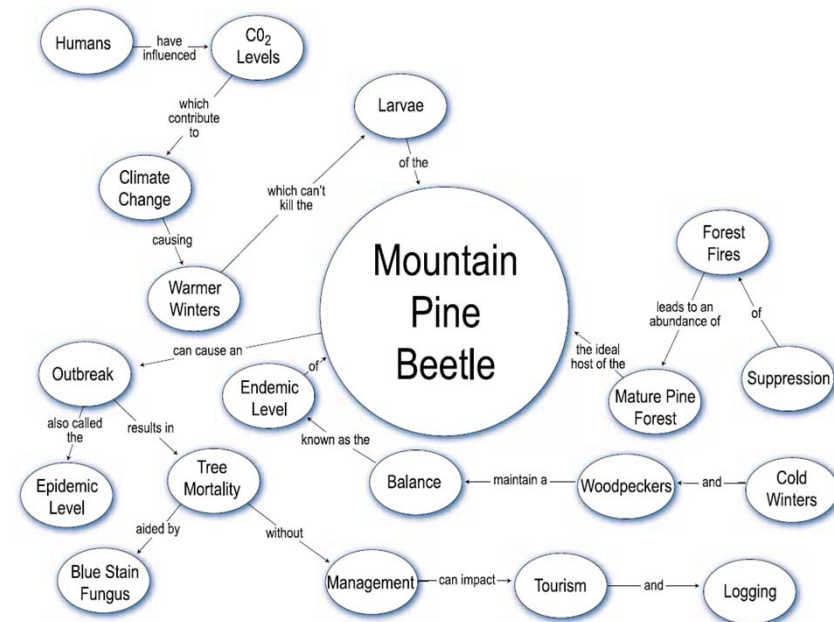 Humans
have
influenced
C0₂
Levels
which
contribute
to
Climate
Change
causing
Warmer
Winters
which can't
kill the
Larvae
of the
Mountain
Pine
Beetle
can cause an
Outbreak
also called
the
Epidemic
Level
results in
Tree
Mortality
aided by
Blue Stain
Fungus
without
Management
can impact
Tourism
and
Logging
Suppression
of
Forest
Fires
leads to an
abundance of
Mature Pine
Forest
the ideal
host of the
Cold
Winters
and
Woodpeckers
maintain a
Balance
known as the
Endemic
Level
of